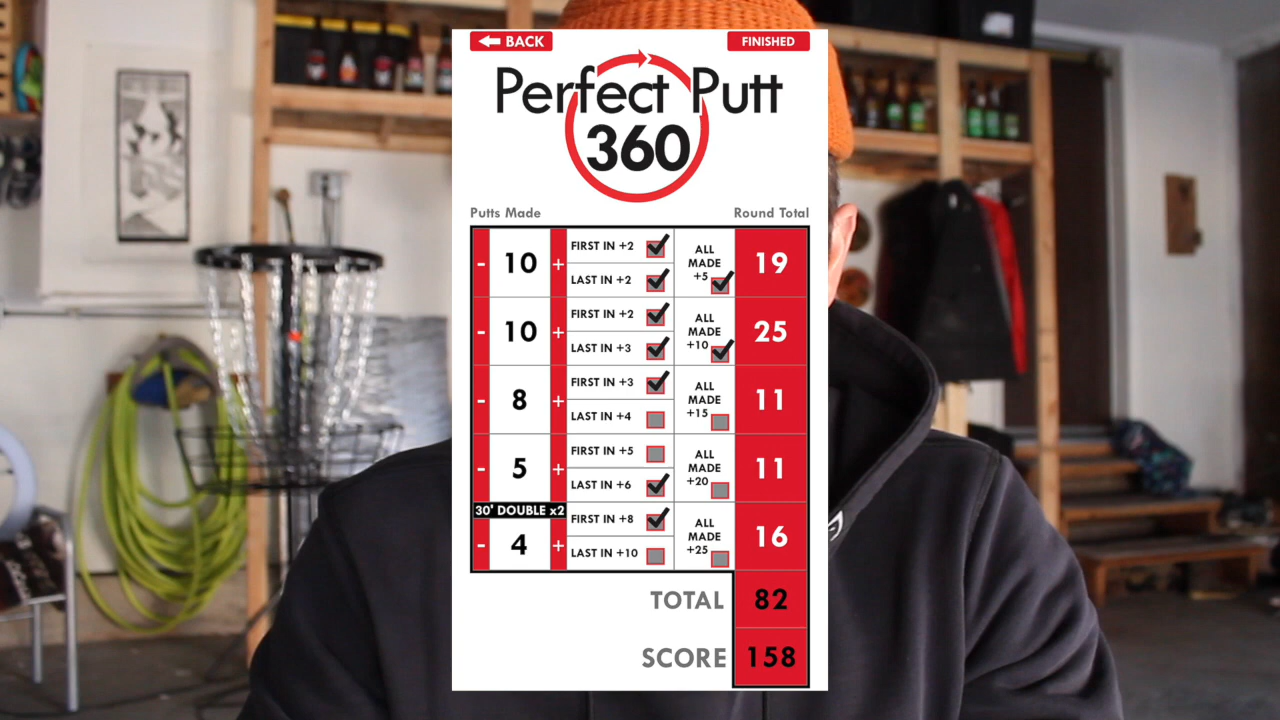 BACK
FINISHED
Perfect Putt
360
Putts Made Round Total
10 FIRST IN +2 LAST IN +2 ALL MADE +5 19
10 FIRST IN +2 LAST IN +3 ALL MADE +10 25
8 FIRST IN +3 LAST IN +4 ALL MADE +15 11
5 FIRST IN +5 LAST IN +6 ALL MADE +20 11
30' DOUBLE x2
4 FIRST IN +8 LAST IN +10 ALL MADE +25 16
TOTAL 82
SCORE 158